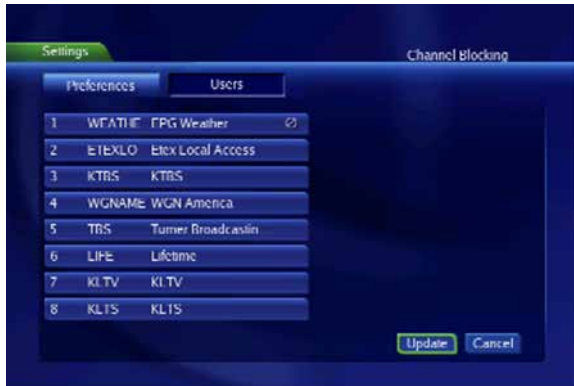 Settings
Channel Blocking
Preferences Users
1 WEATHE EPG Weather
2 ETEXLO Etex Local Access
3 KTBS KTBS
4 WGNAME WGN America
5 TBS Turner Broadcastin
6 LIFE Lifetime
7 KLTV KLTV
8 KLTS KLTS
Update Cancel